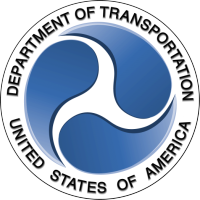 DEPARTMENT OF TRANSPORTATION
UNITED STATES OF AMERICA